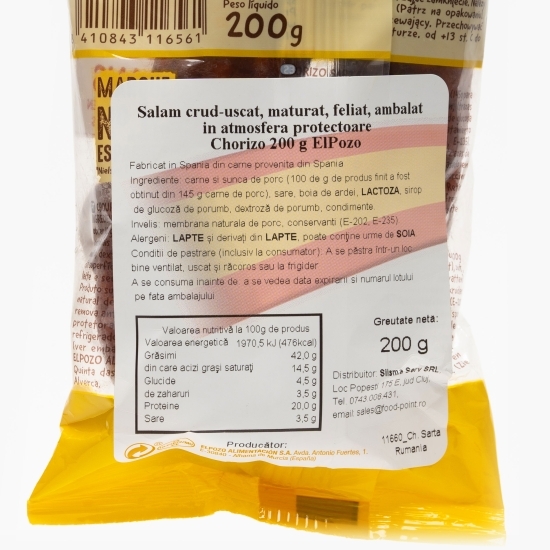 410843 116561
Peso líquido
200g
Salam crud-uscat, maturat, feliat, ambalat
in atmosfera protectoare
Chorizo 200 g ElPozo
Fabricat in Spania din carne provenita din Spania
Ingrediente: carne si sunca de porc (100 de g de produs finit a fost
obtinut din 145 g carne de porc), sare, boia de ardei, LACTOZA, sirop
de glucoză de porumb, dextroză de porumb, condimente
Invelis: membrana naturala de porc, conservanti (E-202, E-235)
Alergeni: LAPTE și derivați din LAPTE, poate conține urme de SOIA
Conditii de pastrare (inclusiv la consumator): A se păstra într-un loc
bine ventilat, uscat și răcoros sau la frigider
A se consuma inainte de: a se vedea data expirarii si numarul lotului
pe fata ambalajului
Valoarea nutritivă la 100g de produs
Valoarea energetică 1970,5 kJ (476kcal)
Grăsimi 42,0 g
din care acizi grași saturați 14,5 g
Glucide 4,5 g
de zaharuri 3,5 g
Proteine 20,0 g
Sare 3,5 g
Greutate neta:
200 g
Distribuitor:
Loc Popesti 175 E, jud Cluj,
Tel. 0743.008.431,
email: sales@food-point.ro
11660_Ch. Sarta
Rumania
Producător:
ELPOZO ALIMENTACIÓN S.A. Avda. Antonio Fuertes, 1.
Alhama de Murcia (España)